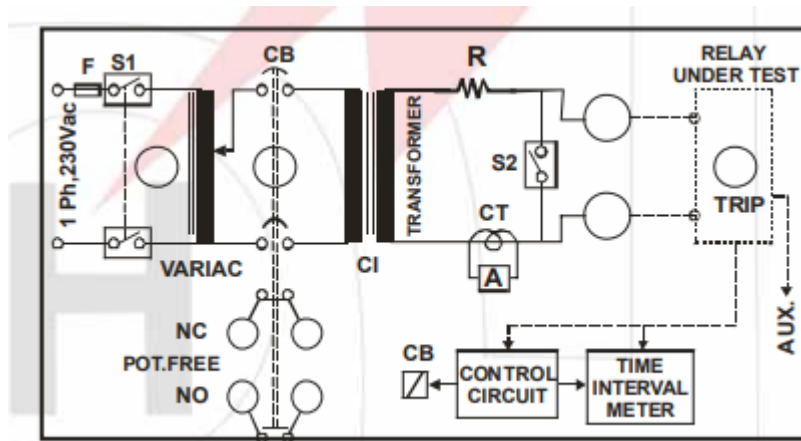 F
S1
CB
R
RELAY
UNDER TEST
1 Ph,230Vac
TRANSFORMER
S2
TRIP
CT
VARIAC
CI
A
NC
POT.FREE
NO
CB
CONTROL
CIRCUIT
TIME
INTERVAL
METER
AUX.